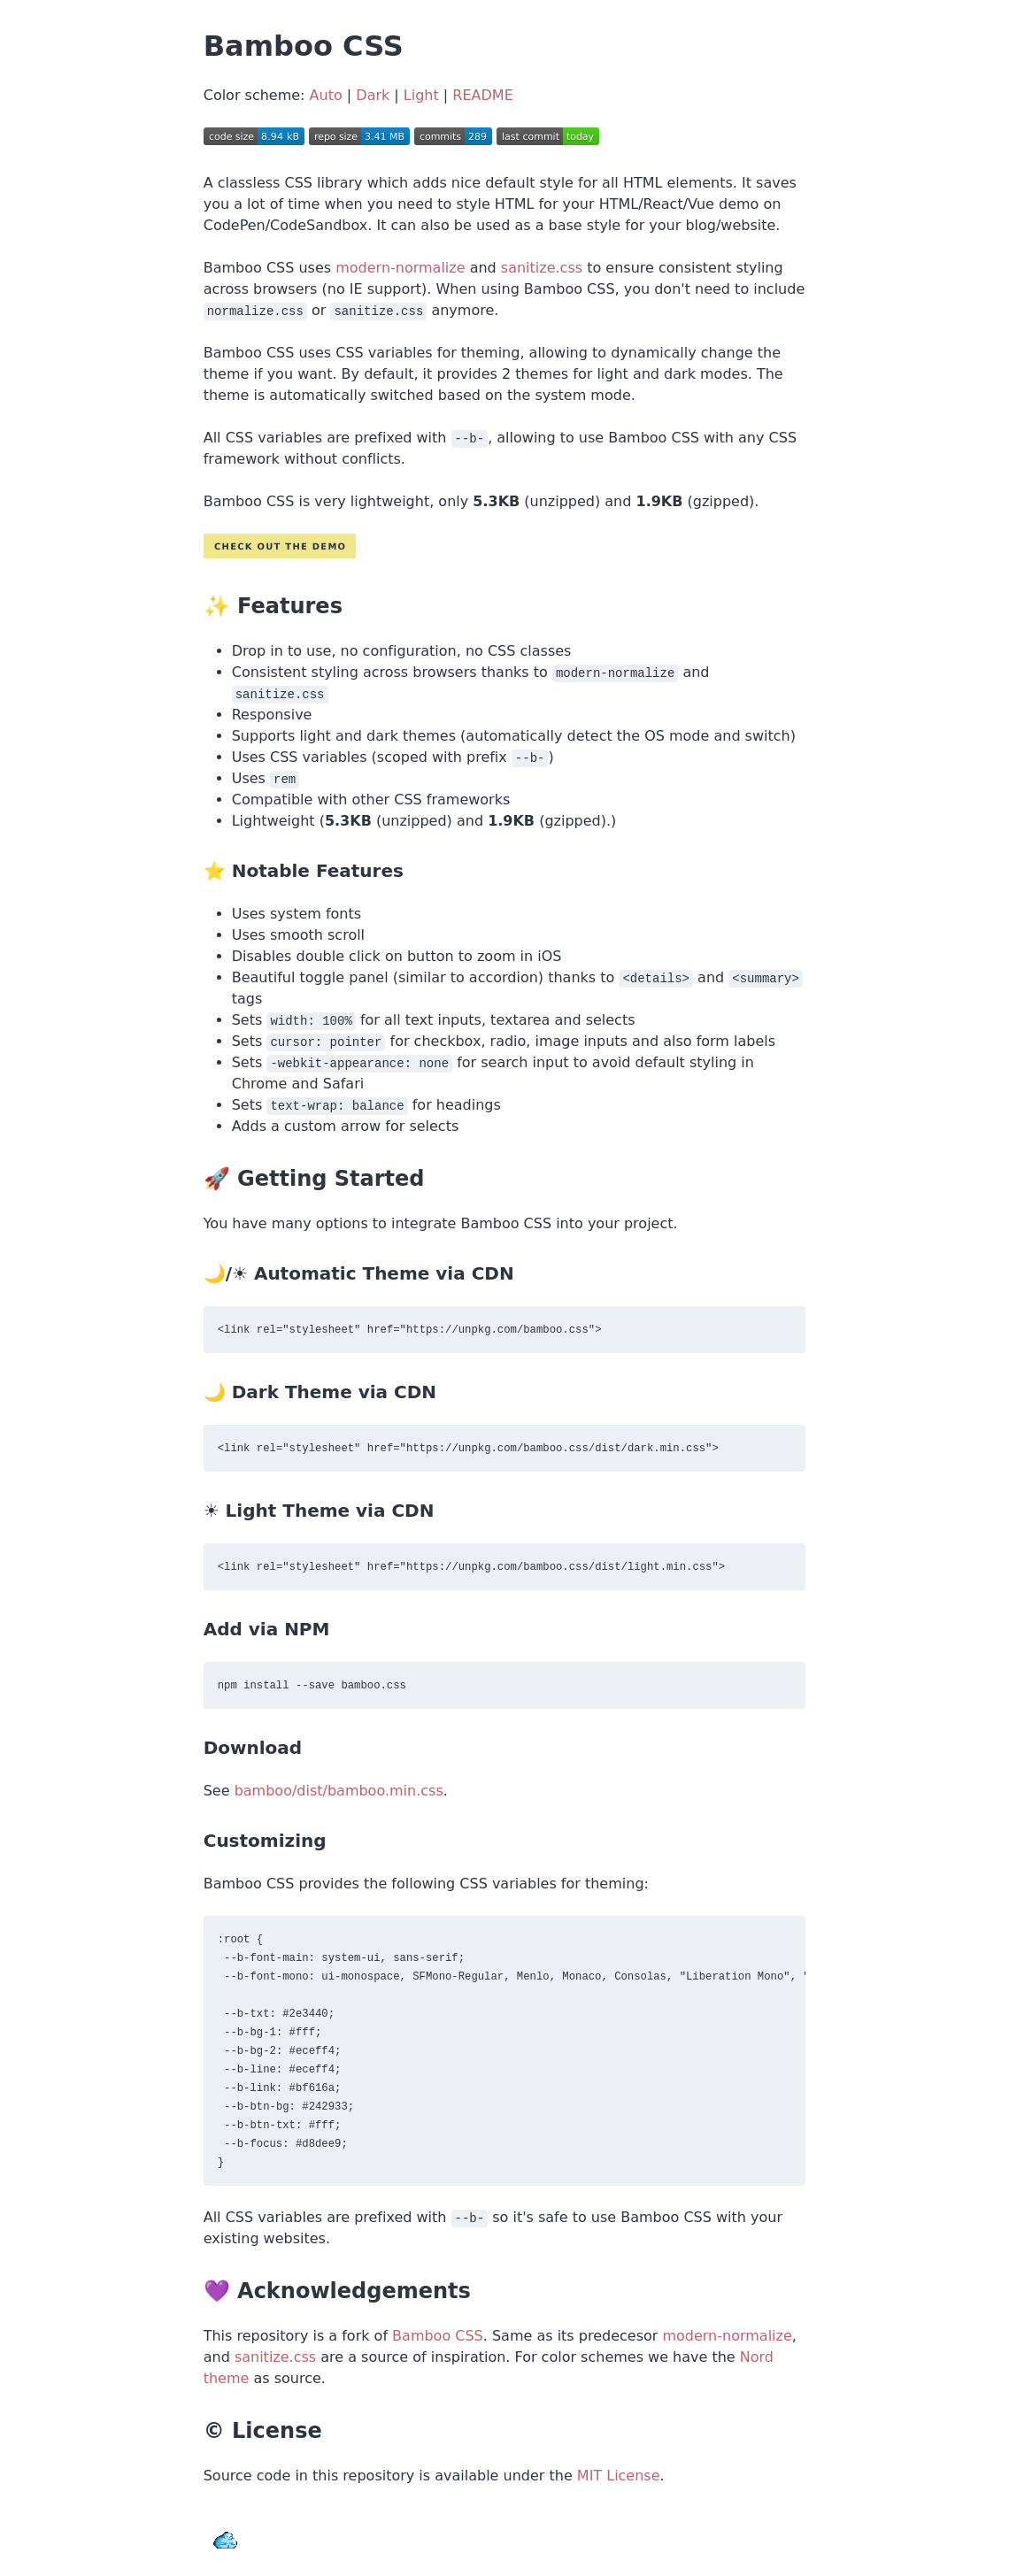 Bamboo CSS
Color scheme: Auto | Dark | Light | README
code size 8.94 kB repo size 3.41 MB commits 289 last commit today
A classless CSS library which adds nice default style for all HTML elements. It saves
you a lot of time when you need to style HTML for your HTML/React/Vue demo on
CodePen/CodeSandbox. It can also be used as a base style for your blog/website.
Bamboo CSS uses modern-normalize and sanitize.css to ensure consistent styling
across browsers (no IE support). When using Bamboo CSS, you don't need to include
normalize.css or sanitize.css anymore.
Bamboo CSS uses CSS variables for theming, allowing to dynamically change the
theme if you want. By default, it provides 2 themes for light and dark modes. The
theme is automatically switched based on the system mode.
All CSS variables are prefixed with --b-, allowing to use Bamboo CSS with any CSS
framework without conflicts.
Bamboo CSS is very lightweight, only 5.3KB (unzipped) and 1.9KB (gzipped).
CHECK OUT THE DEMO
✨ Features
• Drop in to use, no configuration, no CSS classes
• Consistent styling across browsers thanks to modern-normalize and
sanitize.css
• Responsive
• Supports light and dark themes (automatically detect the OS mode and switch)
• Uses CSS variables (scoped with prefix --b-)
• Uses rem
• Compatible with other CSS frameworks
• Lightweight (5.3KB (unzipped) and 1.9KB (gzipped).)
⭐ Notable Features
• Uses system fonts
• Uses smooth scroll
• Disables double click on button to zoom in iOS
• Beautiful toggle panel (similar to accordion) thanks to <details> and <summary>
tags
• Sets width: 100% for all text inputs, textarea and selects
• Sets cursor: pointer for checkbox, radio, image inputs and also form labels
• Sets -webkit-appearance: none for search input to avoid default styling in
Chrome and Safari
• Sets text-wrap: balance for headings
• Adds a custom arrow for selects
🚀 Getting Started
You have many options to integrate Bamboo CSS into your project.
🌙/☀ Automatic Theme via CDN
<link rel="stylesheet" href="https://unpkg.com/bamboo.css">
🌙 Dark Theme via CDN
<link rel="stylesheet" href="https://unpkg.com/bamboo.css/dist/dark.min.css">
☀ Light Theme via CDN
<link rel="stylesheet" href="https://unpkg.com/bamboo.css/dist/light.min.css">
Add via NPM
npm install --save bamboo.css
Download
See bamboo/dist/bamboo.min.css.
Customizing
Bamboo CSS provides the following CSS variables for theming:
:root {
--b-font-main: system-ui, sans-serif;
--b-font-mono: ui-monospace, SFMono-Regular, Menlo, Monaco, Consolas, "Liberation Mono", "
--b-txt: #2e3440;
--b-bg-1: #fff;
--b-bg-2: #eceff4;
--b-line: #eceff4;
--b-link: #bf616a;
--b-btn-bg: #242933;
--b-btn-txt: #fff;
--b-focus: #d8dee9;
}
All CSS variables are prefixed with --b- so it's safe to use Bamboo CSS with your
existing websites.
💜 Acknowledgements
This repository is a fork of Bamboo CSS. Same as its predecesor modern-normalize,
and sanitize.css are a source of inspiration. For color schemes we have the Nord
theme as source.
© License
Source code in this repository is available under the MIT License.